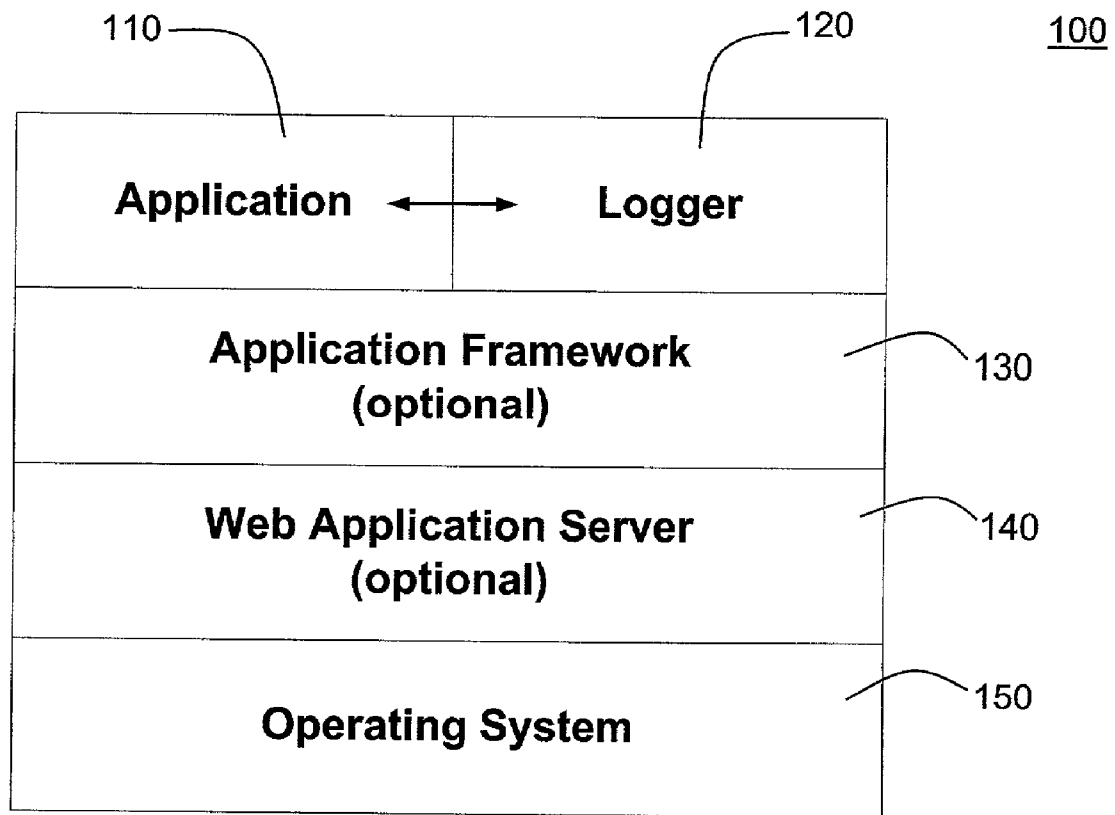 110
120
100
Application
Logger
Application Framework
(optional)
130
Web Application Server
(optional)
140
Operating System
150